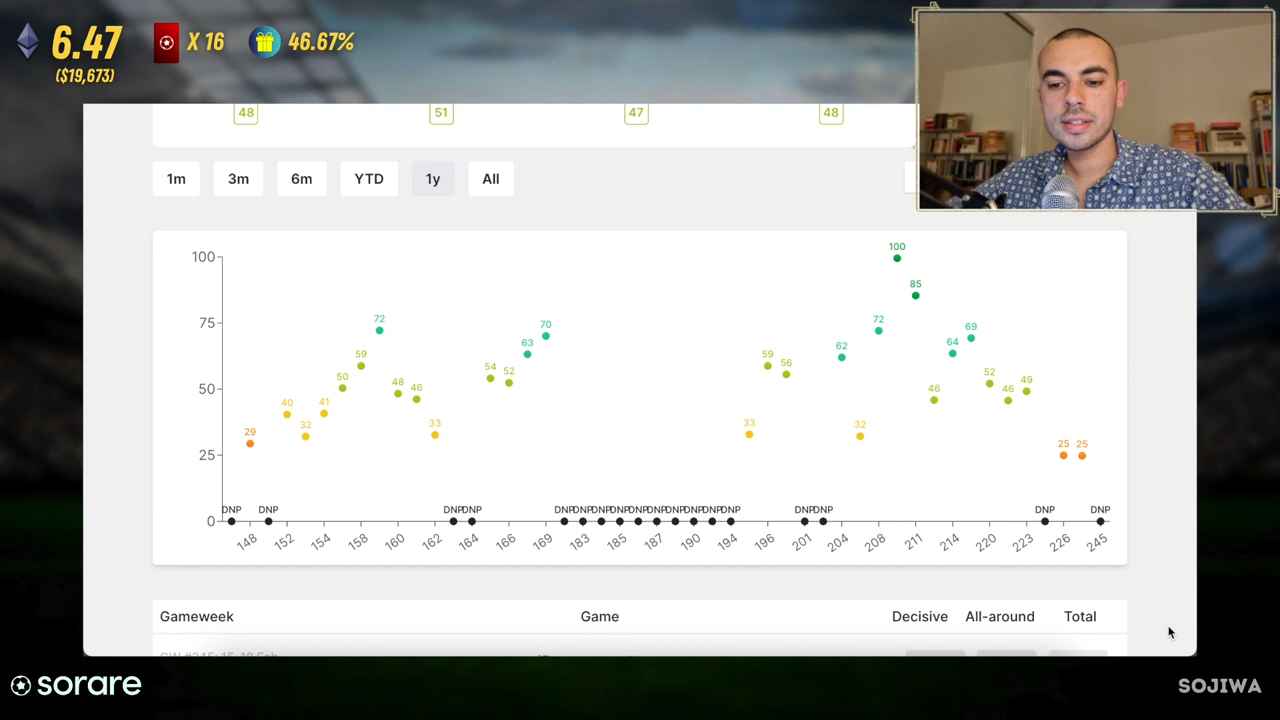 6.47
($19,673)
X 16
46.67%
48 51 47 48
1m 3m 6m YTD 1y All
100
75
50
25
0
DNP 29 DNP 40 32 41 50 59 72 48 46 33 DNP DNP 54 52 63 70 DNP DNP DNP DNP DNP DNP DNP DNP DNP DNP 33 59 56 DNP DNP 62 32 72 100 85 46 64 69 52 46 49 DNP 25 25 DNP
148 152 154 158 160 162 164 166 169 183 185 187 190 194 196 201 204 208 211 214 220 223 226 245
Gameweek Game Decisive All-around Total
sorare
SOJIWA